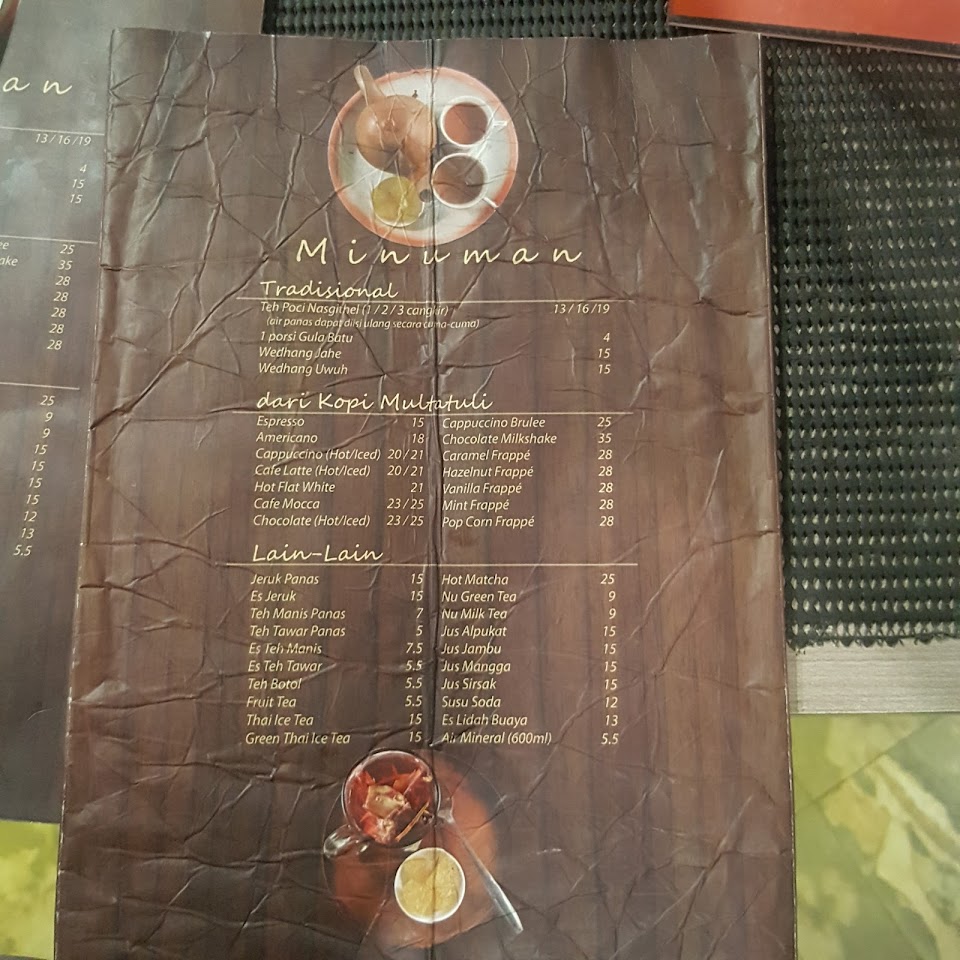 an
13 / 16 / 19
4
15
15
25
35
28
28
28
28
28
25
9
9
15
15
15
15
12
13
5.5
Minuman
Tradisional
Teh Poci Nasgithel (1 / 2 / 3 cangkir) 13 / 16 / 19
(air panas dapat diisi ulang secara cuma-cuma)
1 porsi Gula Batu 4
Wedhang Jahe 15
Wedhang Uwuh 15
dari Kopi Multatuli
Espresso 15 Cappuccino Brulee 25
Americano 18 Chocolate Milkshake 35
Cappuccino (Hot/Iced) 20 / 21 Caramel Frappé 28
Cafe Latte (Hot/Iced) 20 / 21 Hazelnut Frappé 28
Hot Flat White 21 Vanilla Frappé 28
Cafe Mocca 23 / 25 Mint Frappé 28
Chocolate (Hot/Iced) 23 / 25 Pop Corn Frappé 28
Lain-Lain
Jeruk Panas 15 Hot Matcha 25
Es Jeruk 15 Nu Green Tea 9
Teh Manis Panas 7 Nu Milk Tea 9
Teh Tawar Panas 5 Jus Alpukat 15
Es Teh Manis 7.5 Jus Jambu 15
Es Teh Tawar 5.5 Jus Mangga 15
Teh Botol 5.5 Jus Sirsak 15
Fruit Tea 5.5 Susu Soda 12
Thai Ice Tea 15 Es Lidah Buaya 13
Green Thai Ice Tea 15 Air Mineral (600ml) 5.5